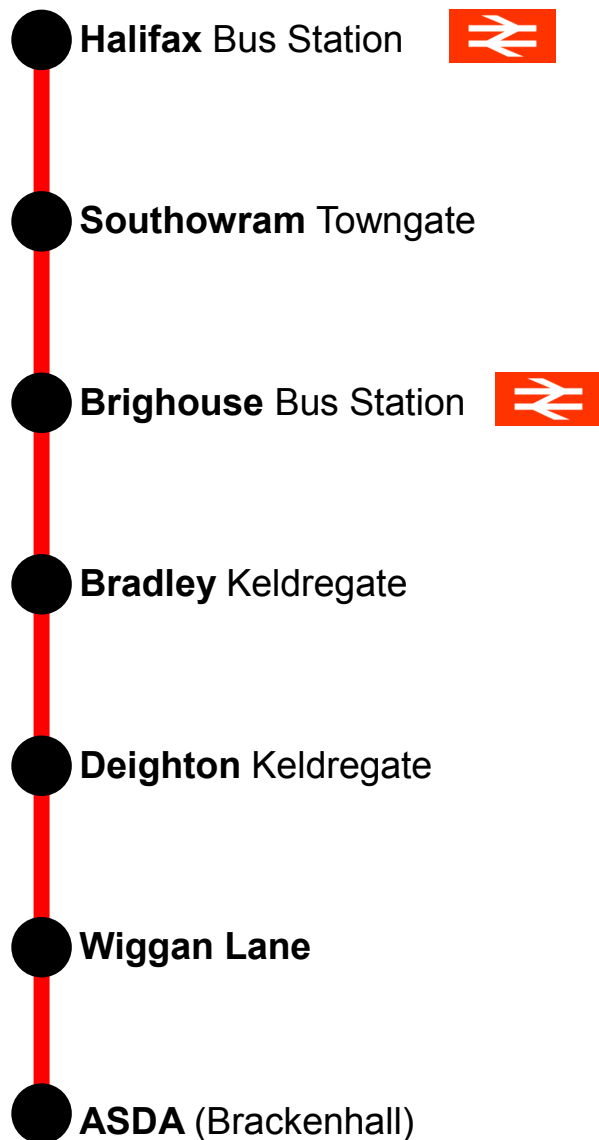 Halifax Bus Station
Southowram Towngate
Brighouse Bus Station
Bradley Keldregate
Deighton Keldregate
Wiggan Lane
ASDA (Brackenhall)